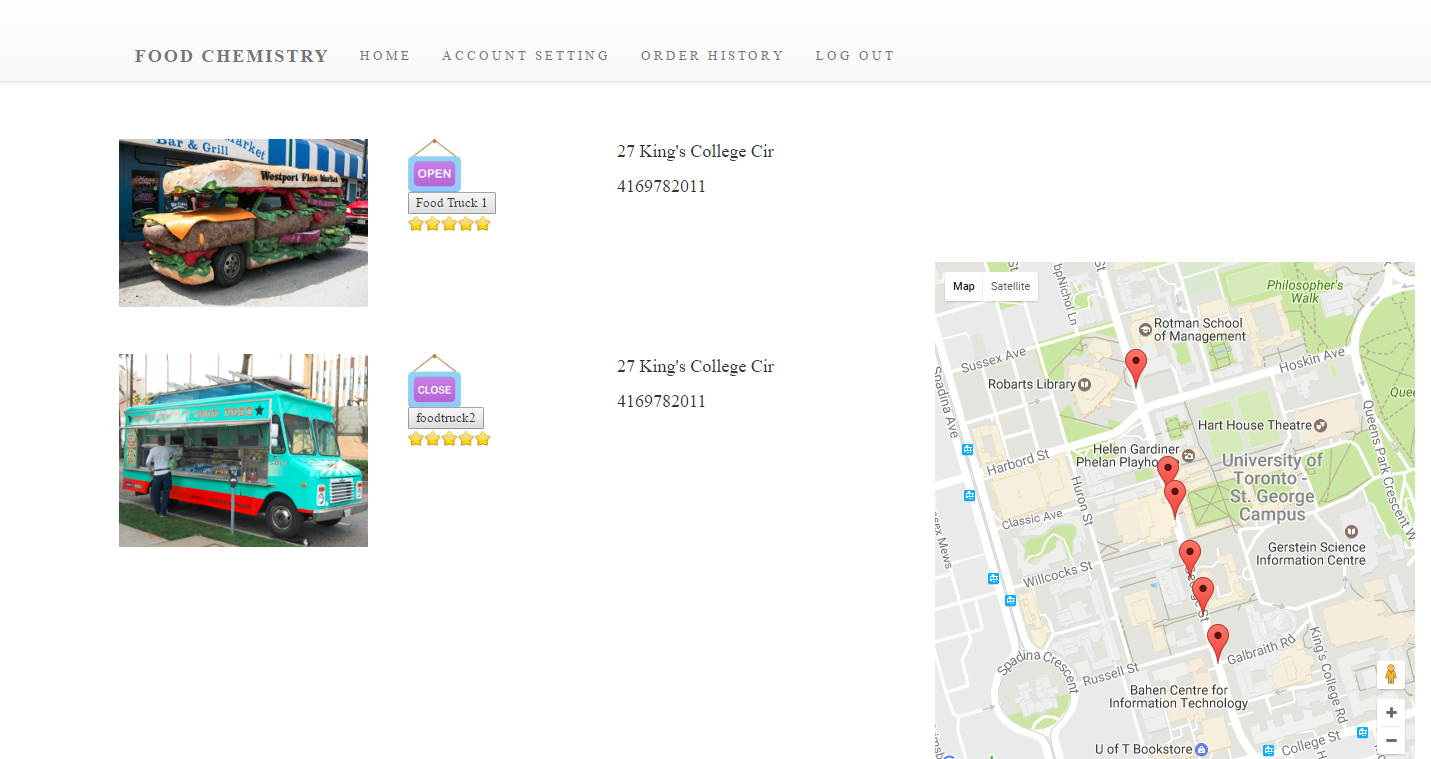 FOOD CHEMISTRY HOME ACCOUNT SETTING ORDER HISTORY LOG OUT
Bar & Grill
Market
Westport Flea Market
OPEN
Food Truck 1
27 King's College Cir
4169782011
CLOSE
foodtruck2
27 King's College Cir
4169782011
Map Satellite
bpNichol Ln
Philosopher's
Walk
Rotman School
of Management
Sussex Ave
Hoskin Ave
Robarts Library
Spadina Ave
Queens Park Crescent W
Hart House Theatre
Helen Gardiner
Phelan Playhouse
Harbord St
Huron St
University of
Toronto -
St. George
Campus
Classic Ave
Gerstein Science
Information Centre
Willcocks St
Spadina Crescent
Russell St
Galbraith Rd
King's College Rd
Bahen Centre for
Information Technology
U of T Bookstore
College St